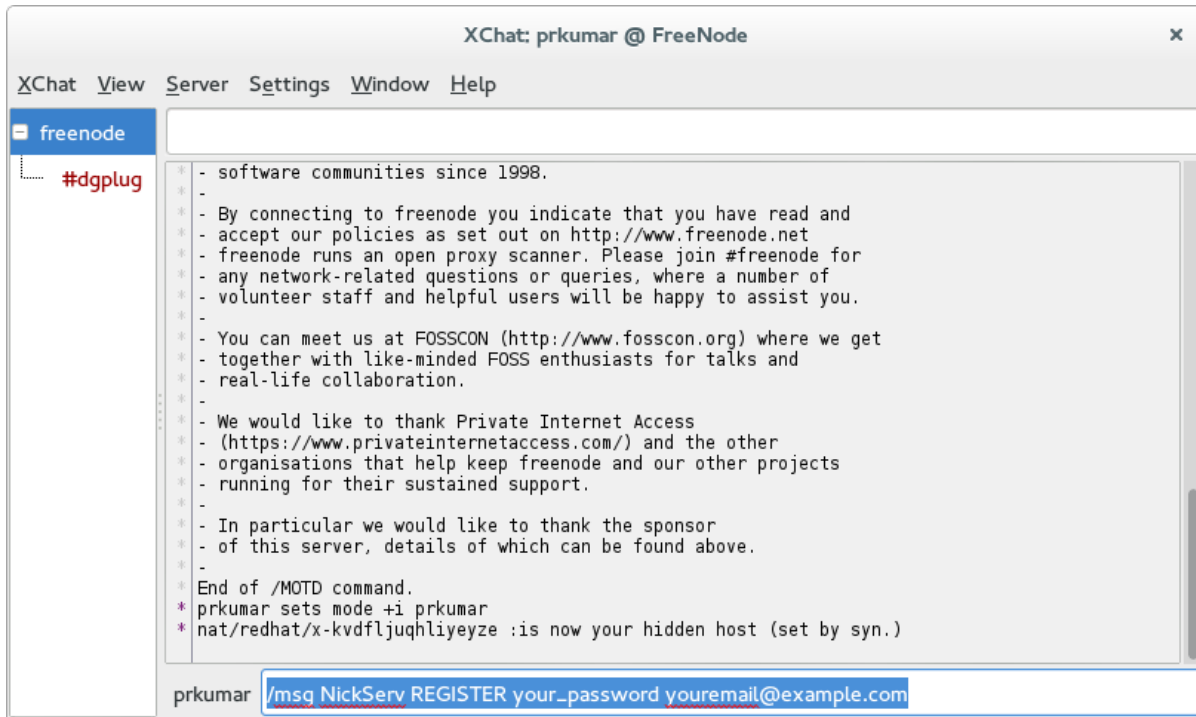 XChat: prkumar @ FreeNode
×
XChat View Server Settings Window Help
freenode
#dgplug
* - software communities since 1998.
* -
* - By connecting to freenode you indicate that you have read and
* - accept our policies as set out on http://www.freenode.net
* - freenode runs an open proxy scanner. Please join #freenode for
* - any network-related questions or queries, where a number of
* - volunteer staff and helpful users will be happy to assist you.
* -
* - You can meet us at FOSSCON (http://www.fosscon.org) where we get
* - together with like-minded FOSS enthusiasts for talks and
* - real-life collaboration.
* -
* - We would like to thank Private Internet Access
* - (https://www.privateinternetaccess.com/) and the other
* - organisations that help keep freenode and our other projects
* - running for their sustained support.
* -
* - In particular we would like to thank the sponsor
* - of this server, details of which can be found above.
* -
* End of /MOTD command.
* prkumar sets mode +i prkumar
* nat/redhat/x-kvdfljuqhliyeyze :is now your hidden host (set by syn.)
prkumar /msg NickServ REGISTER your_password youremail@example.com